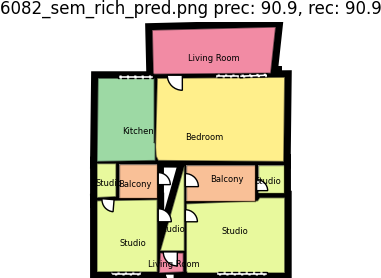 6082_sem_rich_pred.png prec: 90.9, rec: 90.9
Living Room
Kitchen
Bedroom
Studio
Balcony
Balcony
Studio
Studio
Studio
Studio
Living Room